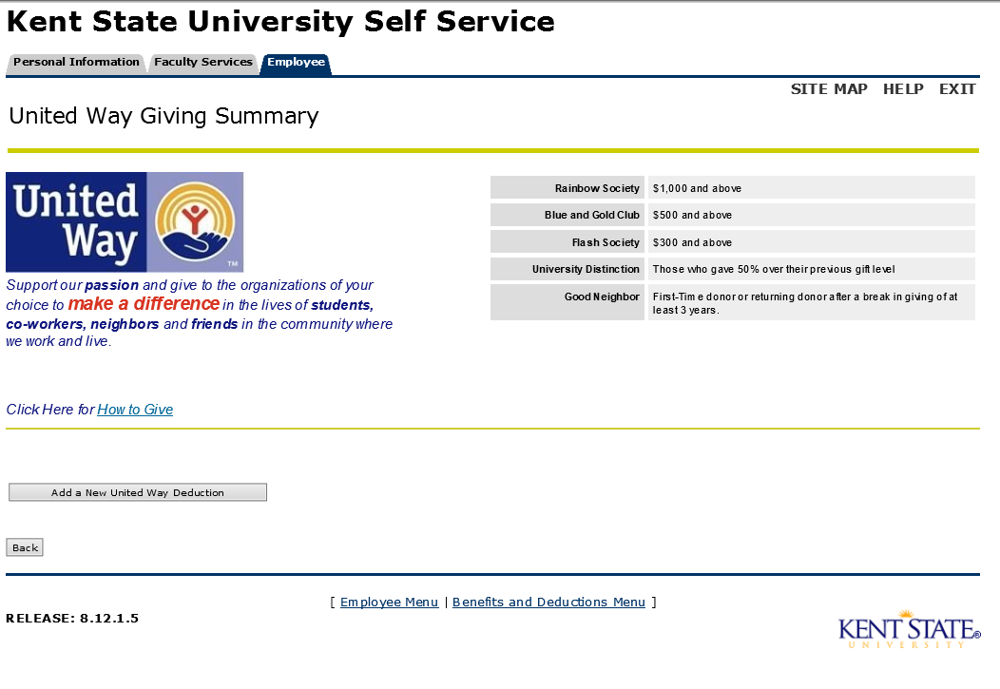 Kent State University Self Service
Personal Information Faculty Services Employee
SITE MAP HELP EXIT
United Way Giving Summary
United
Way
TM
Support our passion and give to the organizations of your
choice to make a difference in the lives of students,
co-workers, neighbors and friends in the community where
we work and live.
Rainbow Society $1,000 and above
Blue and Gold Club $500 and above
Flash Society $300 and above
University Distinction Those who gave 50% over their previous gift level
Good Neighbor First-Time donor or returning donor after a break in giving of at
least 3 years.
Click Here for How to Give
Add a New United Way Deduction
Back
[ Employee Menu | Benefits and Deductions Menu ]
RELEASE: 8.12.1.5
KENT STATE®
UNIVERSITY